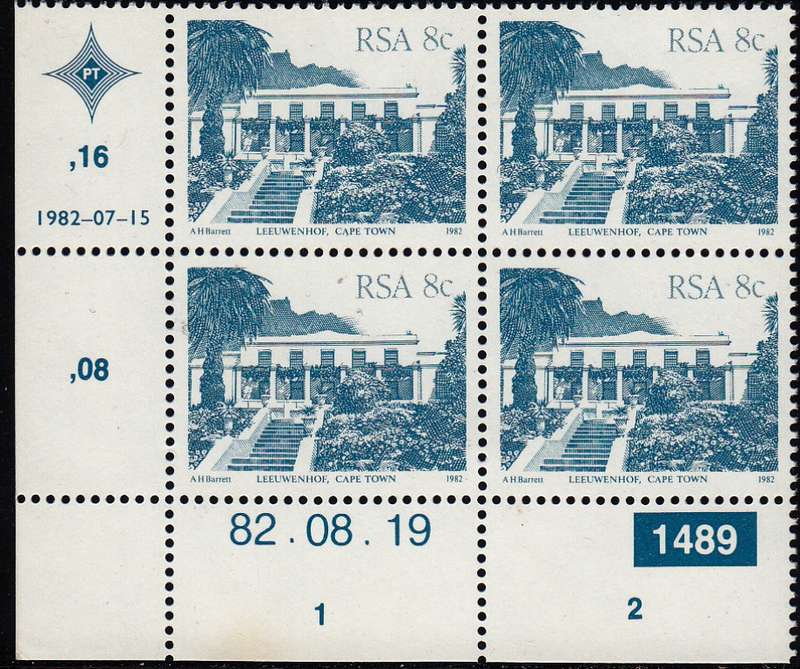 PT
RSA 8c
RSA 8c
,16
1982-07-15
A H Barrett LEEUWENHOF, CAPE TOWN 1982
A H Barrett LEEUWENHOF, CAPE TOWN 1982
RSA 8c
RSA 8c
,08
A H Barrett LEEUWENHOF, CAPE TOWN 1982
A H Barrett LEEUWENHOF, CAPE TOWN 1982
82.08.19
1489
1
2